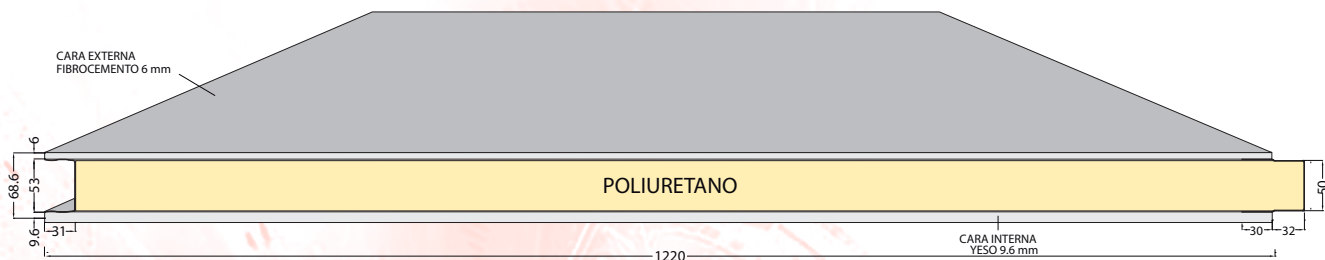 CARA EXTERNA
FIBROCEMENTO 6 mm
6
68.6
53
9.6
31
POLIURETANO
50
30
32
CARA INTERNA
YESO 9.6 mm
1220